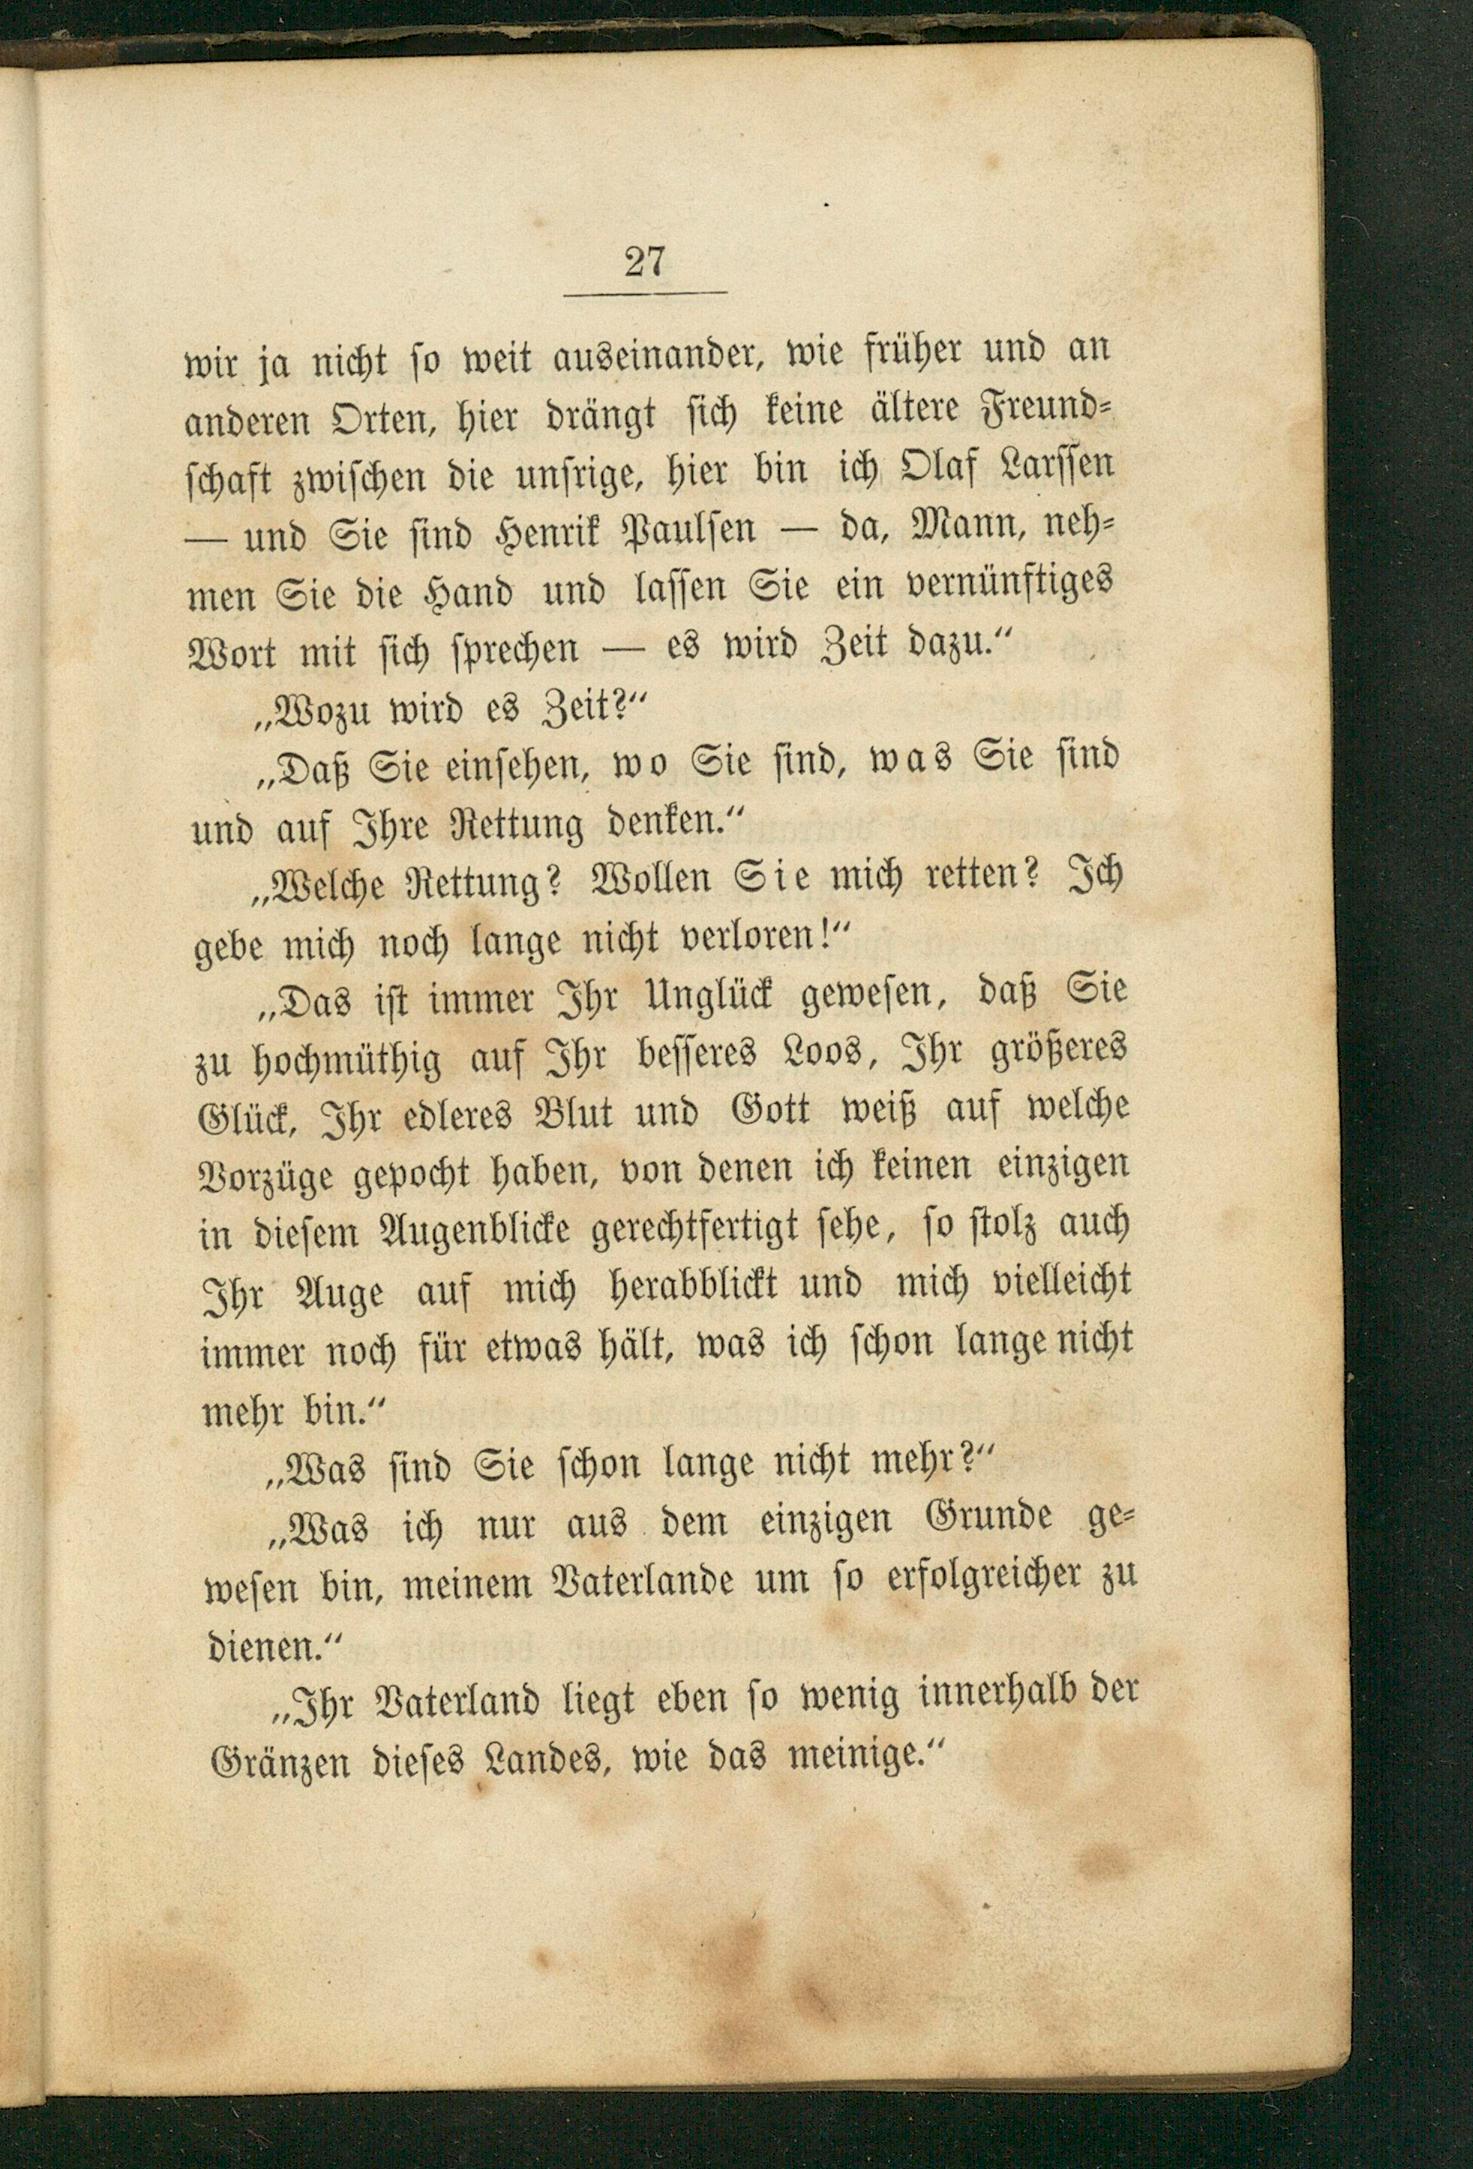 27
wir ja nicht so weit auseinander, wie früher und an
anderen Orten, hier drängt sich keine ältere Freund-
schaft zwischen die unsrige, hier bin ich Olaf Larssen
— und Sie sind Henrik Paulsen — da, Mann, neh-
men Sie die Hand und lassen Sie ein vernünftiges
Wort mit sich sprechen — es wird Zeit dazu.“
„Wozu wird es Zeit?“
„Daß Sie einsehen, wo Sie sind, was Sie sind
und auf Ihre Rettung denken.“
„Welche Rettung? Wollen Sie mich retten? Ich
gebe mich noch lange nicht verloren!“
„Das ist immer Ihr Unglück gewesen, daß Sie
zu hochmüthig auf Ihr besseres Loos, Ihr größeres
Glück, Ihr edleres Blut und Gott weiß auf welche
Vorzüge gepocht haben, von denen ich keinen einzigen
in diesem Augenblicke gerechtfertigt sehe, so stolz auch
Ihr Auge auf mich herabblickt und mich vielleicht
immer noch für etwas hält, was ich schon lange nicht
mehr bin.“
„Was sind Sie schon lange nicht mehr?“
„Was ich nur aus dem einzigen Grunde ge-
wesen bin, meinem Vaterlande um so erfolgreicher zu
dienen.“
„Ihr Vaterland liegt eben so wenig innerhalb der
Gränzen dieses Landes, wie das meinige.“